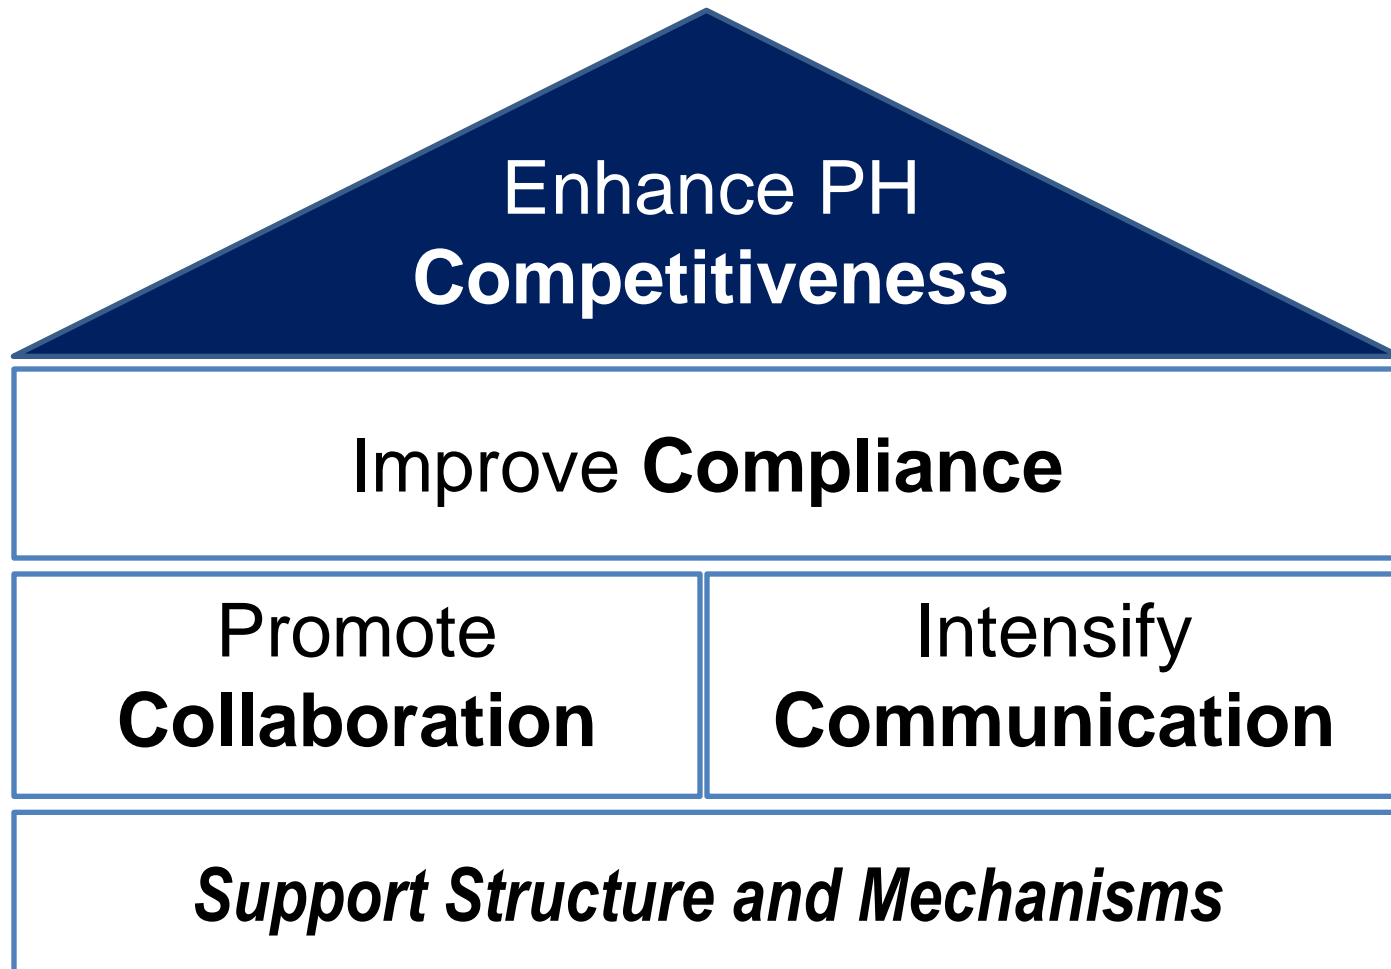 Enhance PH
Competitiveness
Improve Compliance
Promote
Collaboration
Intensify
Communication
Support Structure and Mechanisms